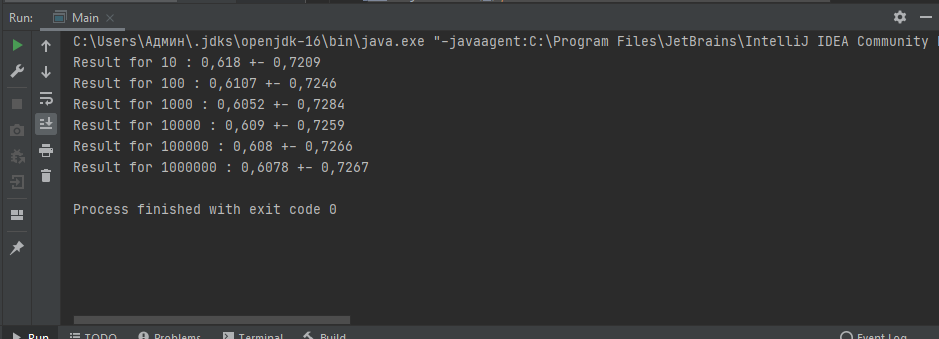 Run: Main
C:\Users\Админ\.jdks\openjdk-16\bin\java.exe "-javaagent:C:\Program Files\JetBrains\IntelliJ IDEA Community
Result for 10 : 0,618 +- 0,7209
Result for 100 : 0,6107 +- 0,7246
Result for 1000 : 0,6052 +- 0,7284
Result for 10000 : 0,609 +- 0,7259
Result for 100000 : 0,608 +- 0,7266
Result for 1000000 : 0,6078 +- 0,7267
Process finished with exit code 0
Run TODO Problems Terminal Build Event Log